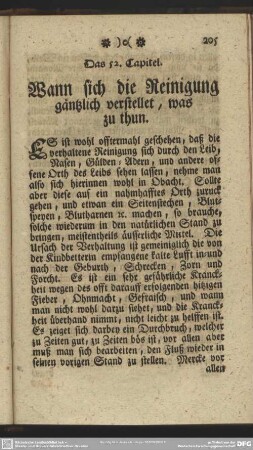 )o(
205
Das 52. Capitel.
Wann sich die Reinigung
gäntzlich verstellet, was
zu thun.
ES ist wohl offtermahl geschehen, daß die
verhaltene Reinigung sich durch den Leib,
Nasen, Gülden-Adern, und andere of-
fene Orth des Leibs sehen lassen, nehme man
also sich hierinnen wohl in Obacht. Sollte
aber diese auf ein nahmhafftes Orth zuruck
gehen, und etwan ein Seitenstechen, Blut-
speyen, Blutharnen ꝛc. machen, so brauche,
solche wiederum in den natürlichen Stand zu
bringen, meistentheils äusserliche Mittel. Die
Ursach der Verhaltung ist gemeiniglich die von
der Kindbetterin empfangene kalte Lufft in und
nach der Geburth, Schrecken, Zorn und
Forcht. Es ist ein sehr gefährliche Kranck-
heit wegen des offt darauff erfolgenden hitzigen
Fieber, Ohnmacht, Gefraisch, und wann
man nicht wohl darzu siehet, und die Kranck-
heit überhand nimmt, nicht leicht zu helffen ist.
Es zeiget sich darbey ein Durchbruch, welcher
zu Zeiten gut, zu Zeiten bös ist, vor allen aber
muß man sich bearbeiten, den Fluß wieder in
seinen vorigen Stand zu stellen. Mercke vor
allen